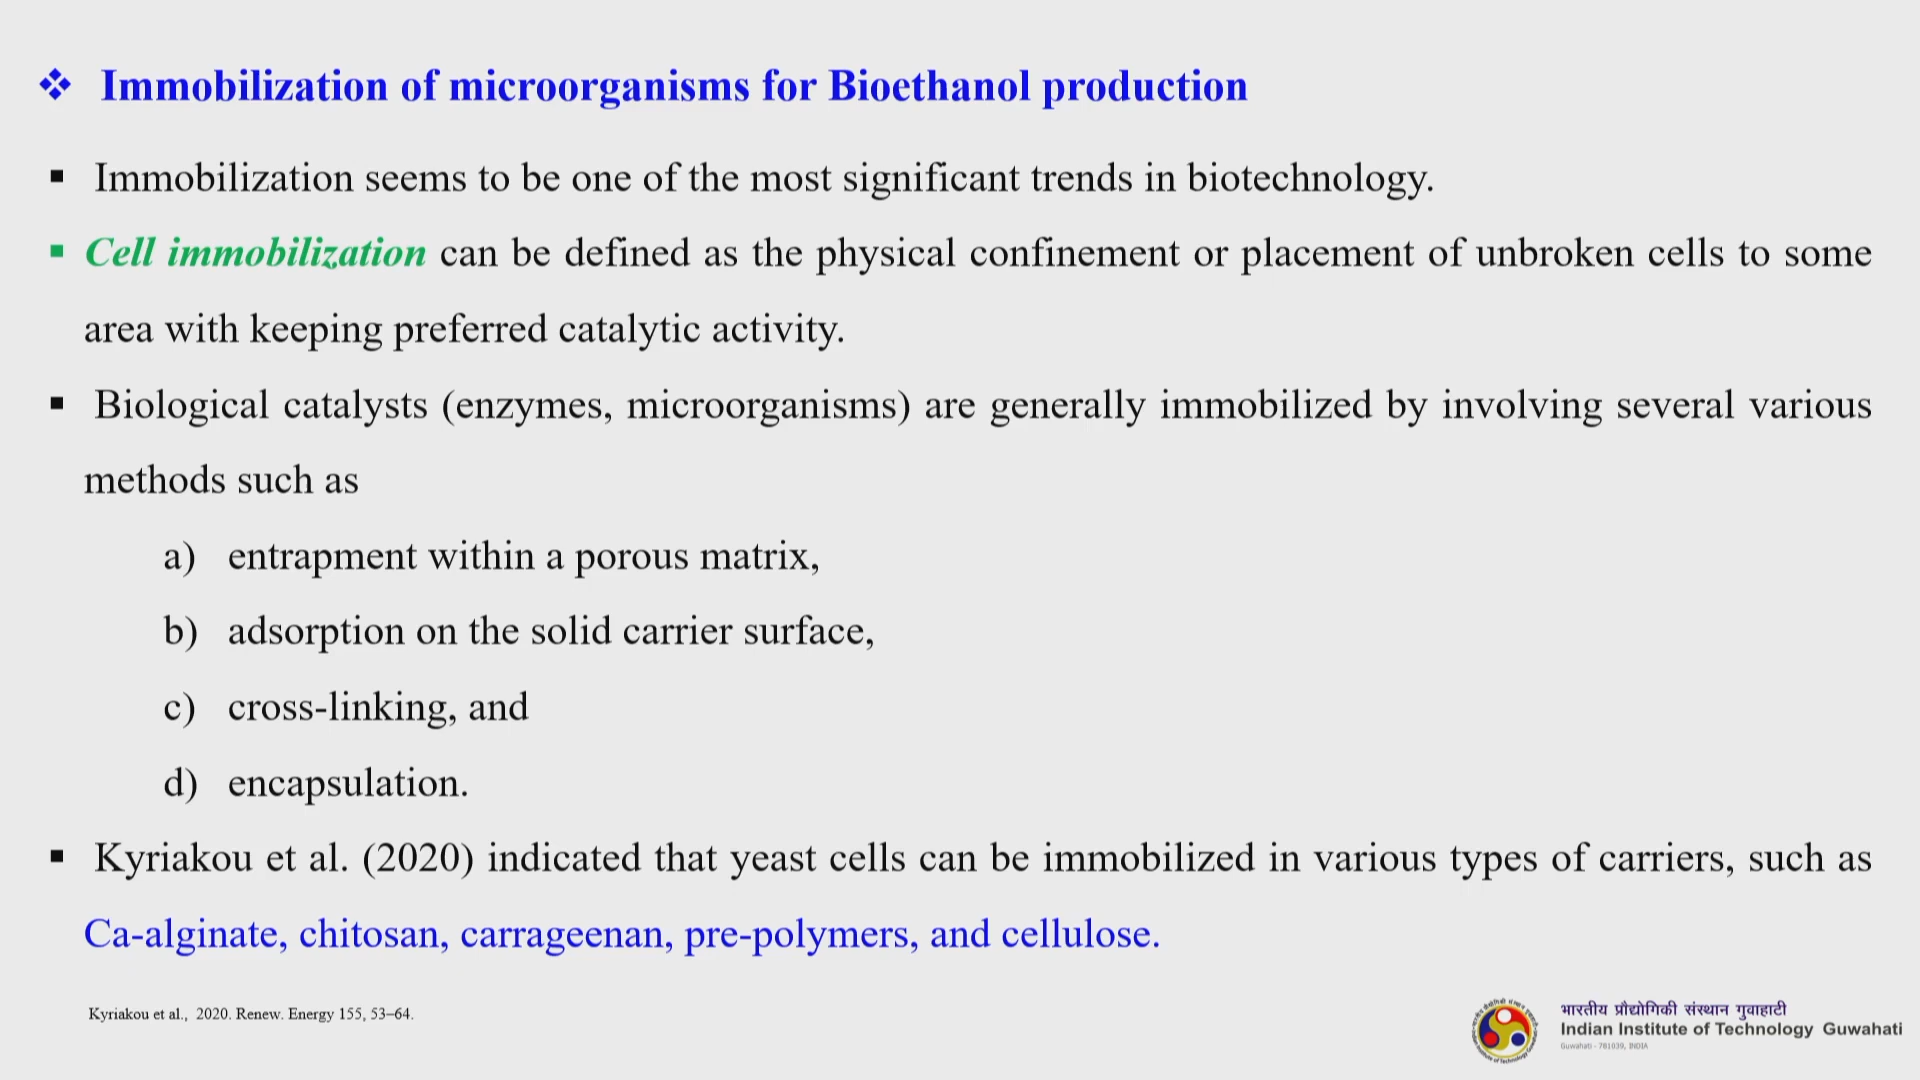 ❖ Immobilization of microorganisms for Bioethanol production
▪ Immobilization seems to be one of the most significant trends in biotechnology.
▪ Cell immobilization can be defined as the physical confinement or placement of unbroken cells to some
area with keeping preferred catalytic activity.
▪ Biological catalysts (enzymes, microorganisms) are generally immobilized by involving several various
methods such as
a) entrapment within a porous matrix,
b) adsorption on the solid carrier surface,
c) cross-linking, and
d) encapsulation.
▪ Kyriakou et al. (2020) indicated that yeast cells can be immobilized in various types of carriers, such as
Ca-alginate, chitosan, carrageenan, pre-polymers, and cellulose.
Kyriakou et al., 2020. Renew. Energy 155, 53–64.
भारतीय प्रौद्योगिकी संस्थान गुवाहाटी
Indian Institute of Technology Guwahati
Guwahati - 781039, INDIA